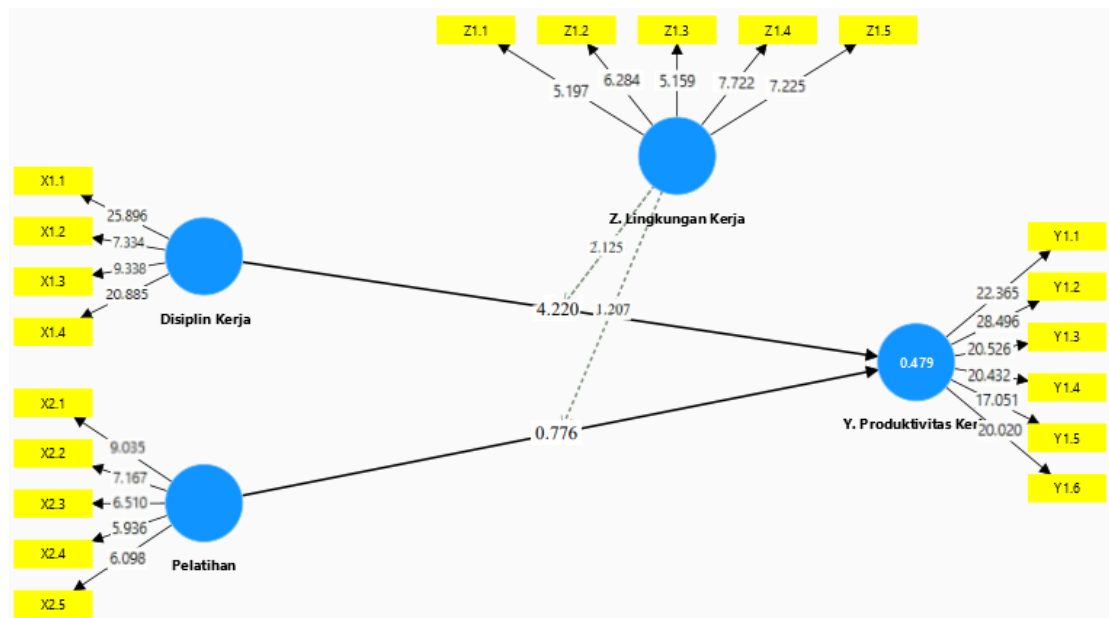 Z1.1 Z1.2 Z1.3 Z1.4 Z1.5
5.197 6.284 5.159 7.722 7.225
Z. Lingkungan Kerja
X1.1
25.896
X1.2
7.334
X1.3
9.338
X1.4
20.885
Disiplin Kerja
2.125
4.220
1.207
0.776
X2.1
9.035
X2.2
7.167
X2.3
6.510
X2.4
5.936
X2.5
6.098
Pelatihan
0.479
Y. Produktivitas Ker
Y1.1
22.365
Y1.2
28.496
Y1.3
20.526
Y1.4
20.432
Y1.5
17.051
Y1.6
20.020